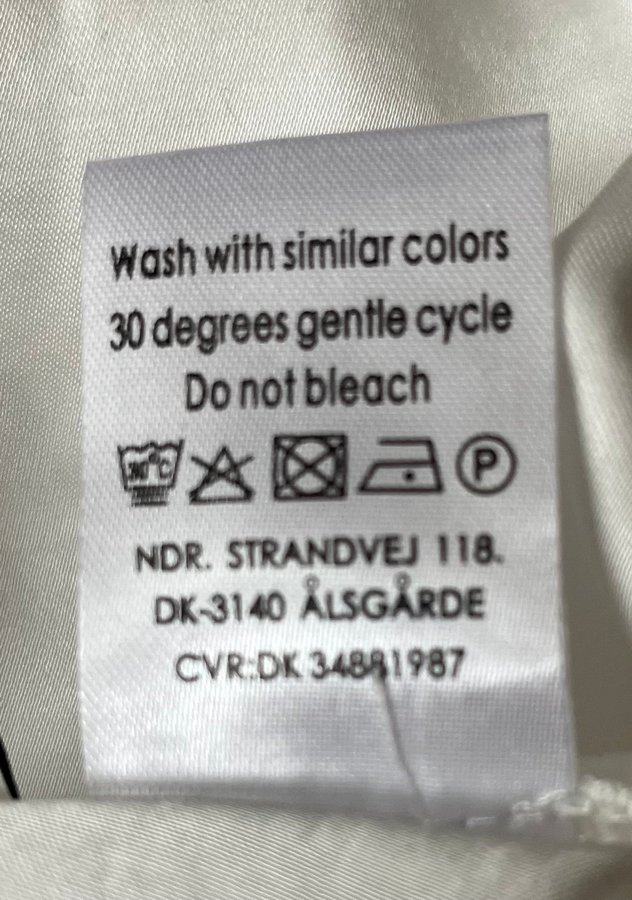 Wash with similar colors
30 degrees gentle cycle
Do not bleach
30°C P
NDR. STRANDVEJ 118.
DK-3140 ÅLSGÅRDE
CVR:DK 34881987